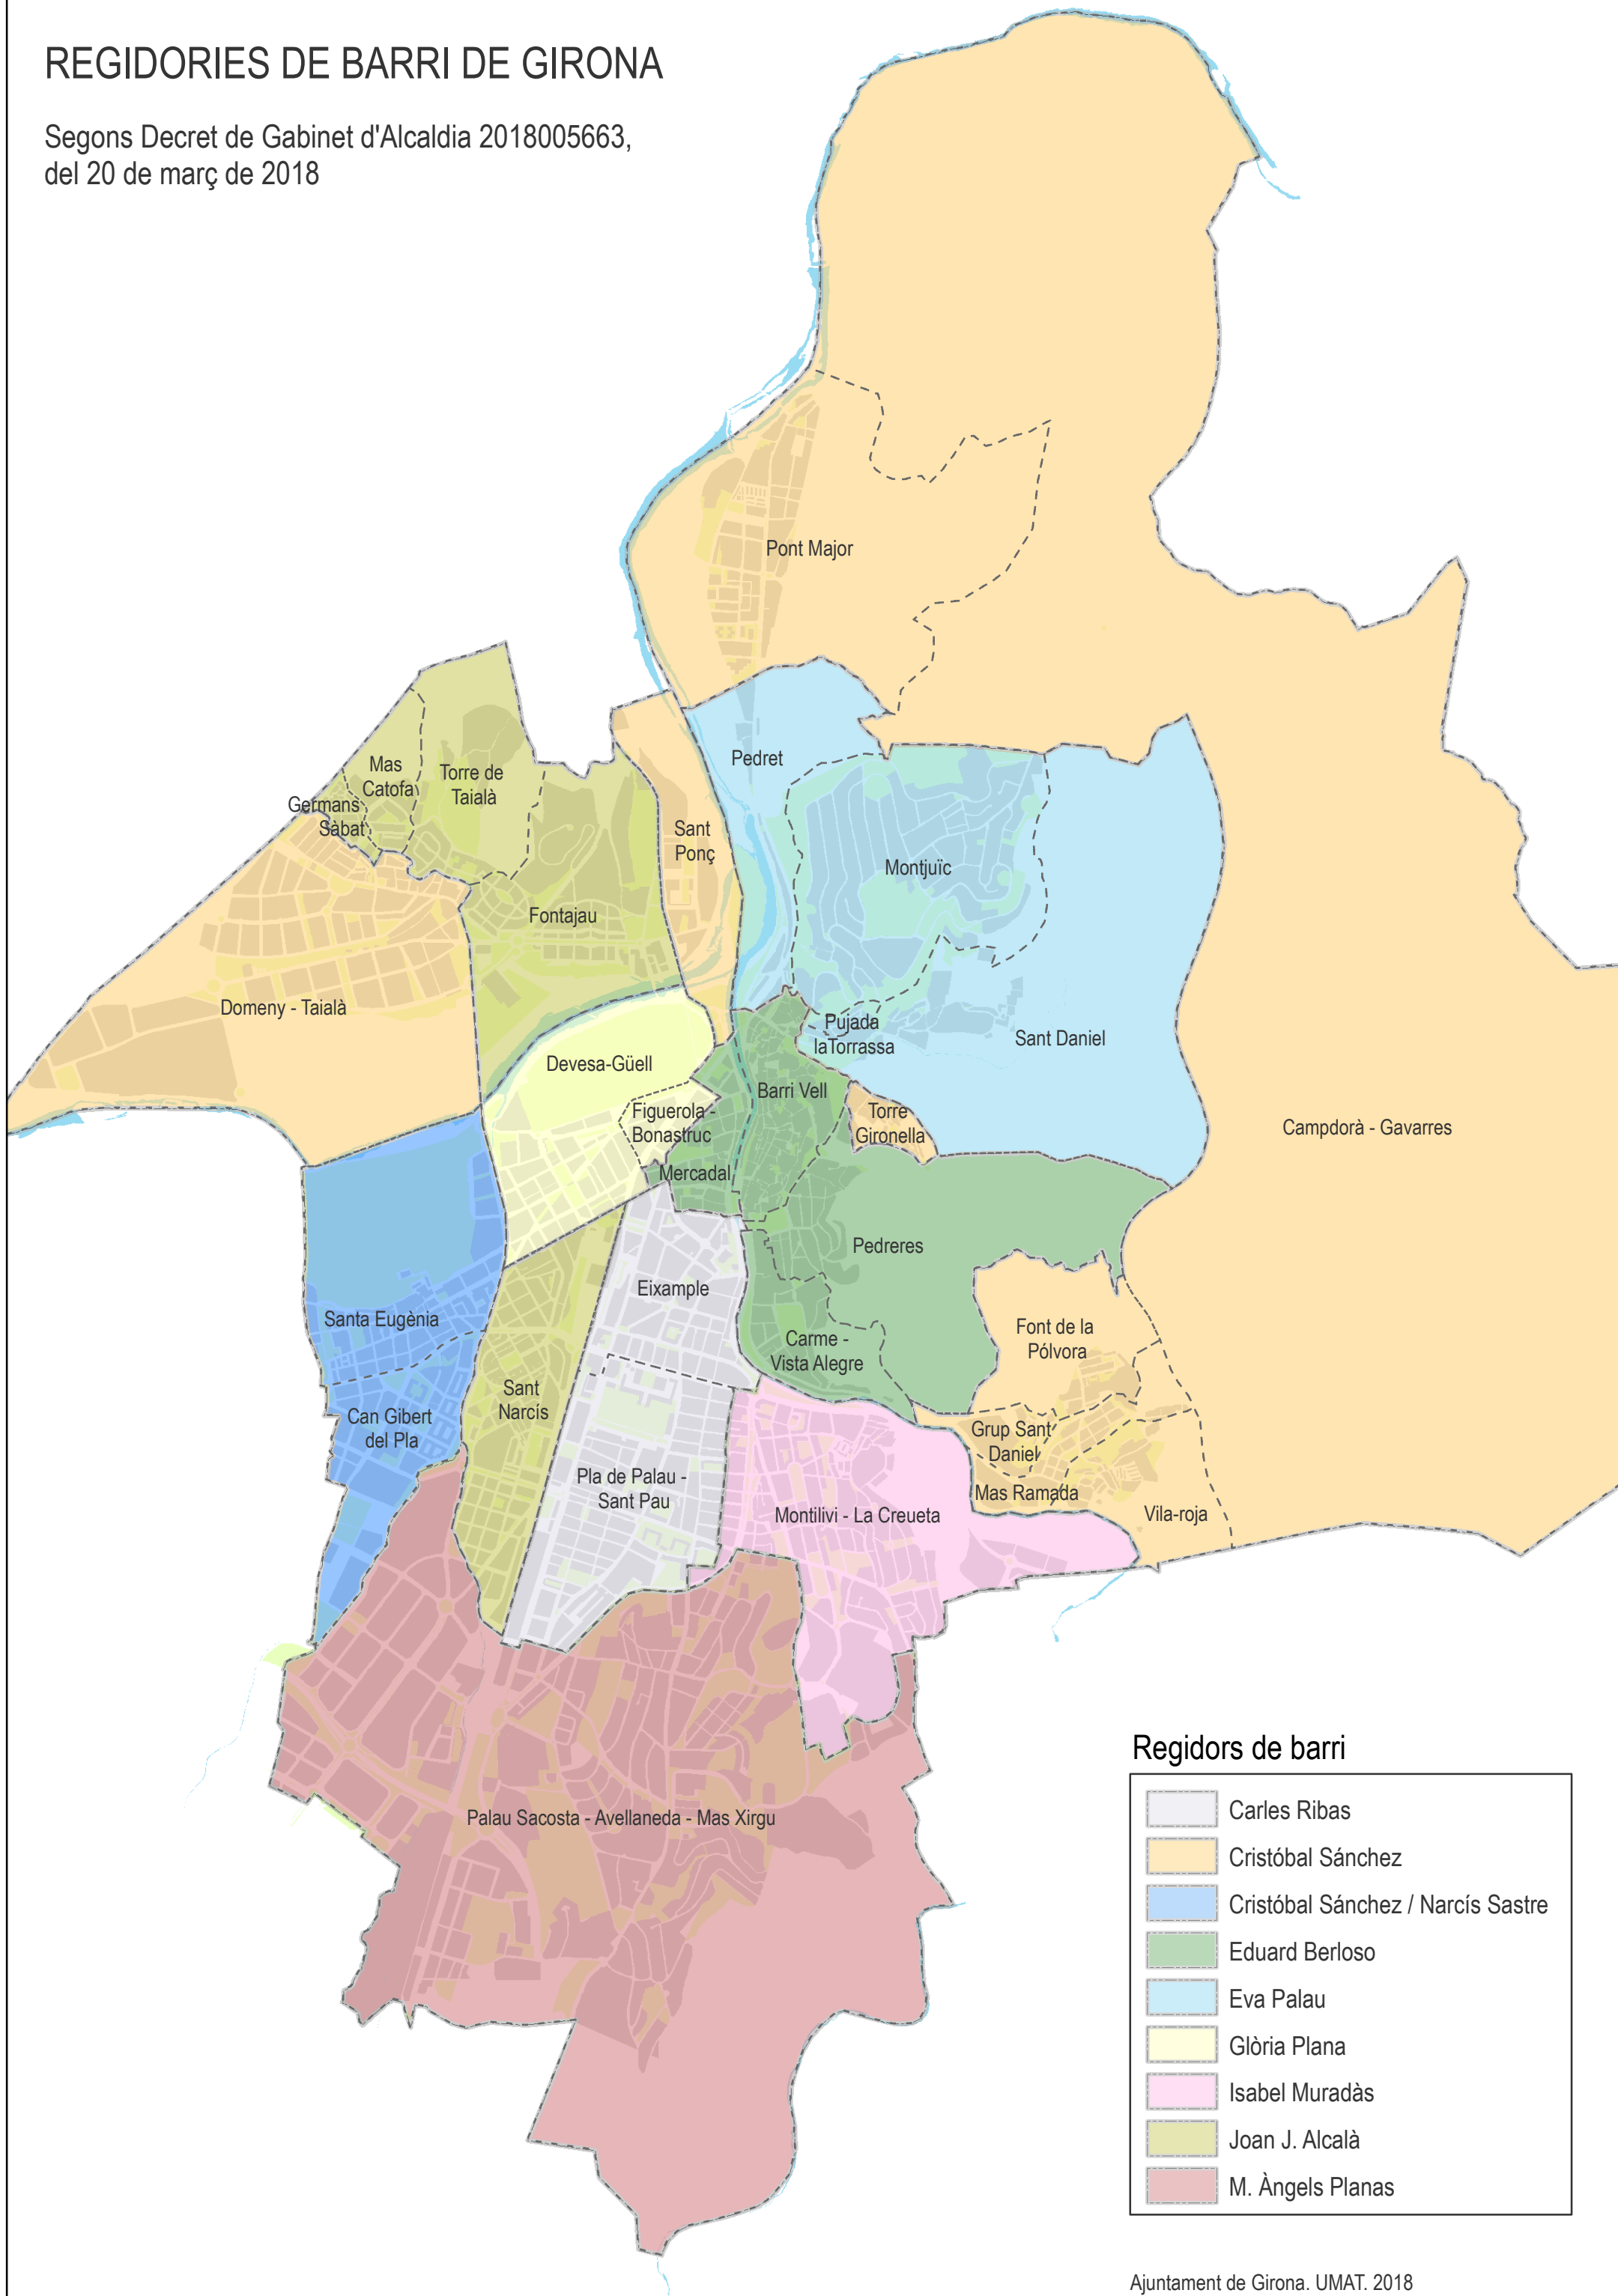 REGIDORIES DE BARRI DE GIRONA
Segons Decret de Gabinet d'Alcaldia 2018005663,
del 20 de març de 2018
Pont Major
Pedret
Mas
Catofa
Torre de
Taialà
Germans
Sàbat
Sant
Ponç
Montjuïc
Fontajau
Domeny - Taialà
Pujada
laTorrassa
Sant Daniel
Devesa-Güell
Barri Vell
Figuerola -
Bonastruc
Torre
Gironella
Campdorà - Gavarres
Mercadal
Pedreres
Eixample
Santa Eugènia
Carme -
Vista Alegre
Font de la
Pólvora
Sant
Narcís
Can Gibert
del Pla
Grup Sant
Daniel
Pla de Palau -
Sant Pau
Mas Ramada
Montilivi - La Creueta
Vila-roja
Palau Sacosta - Avellaneda - Mas Xirgu
Regidors de barri
Carles Ribas
Cristóbal Sánchez
Cristóbal Sánchez / Narcís Sastre
Eduard Berloso
Eva Palau
Glòria Plana
Isabel Muradàs
Joan J. Alcalà
M. Àngels Planas
Ajuntament de Girona. UMAT. 2018